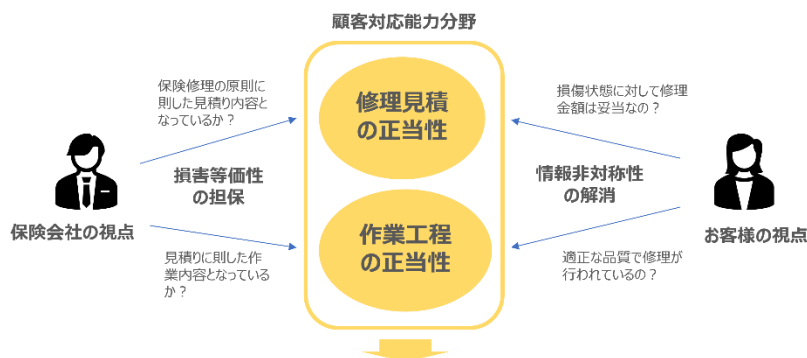 顧客対応能力分野
保険修理の原則に
則した見積り内容と
なっているか？
修理見積
の正当性
損傷状態に対して修理
金額は妥当なの？
損害等価性
の担保
情報非対称性
の解消
保険会社の視点
お客様の視点
作業工程
の正当性
見積りに則した作
業内容となっている
か？
適正な品質で修理が
行われているの？